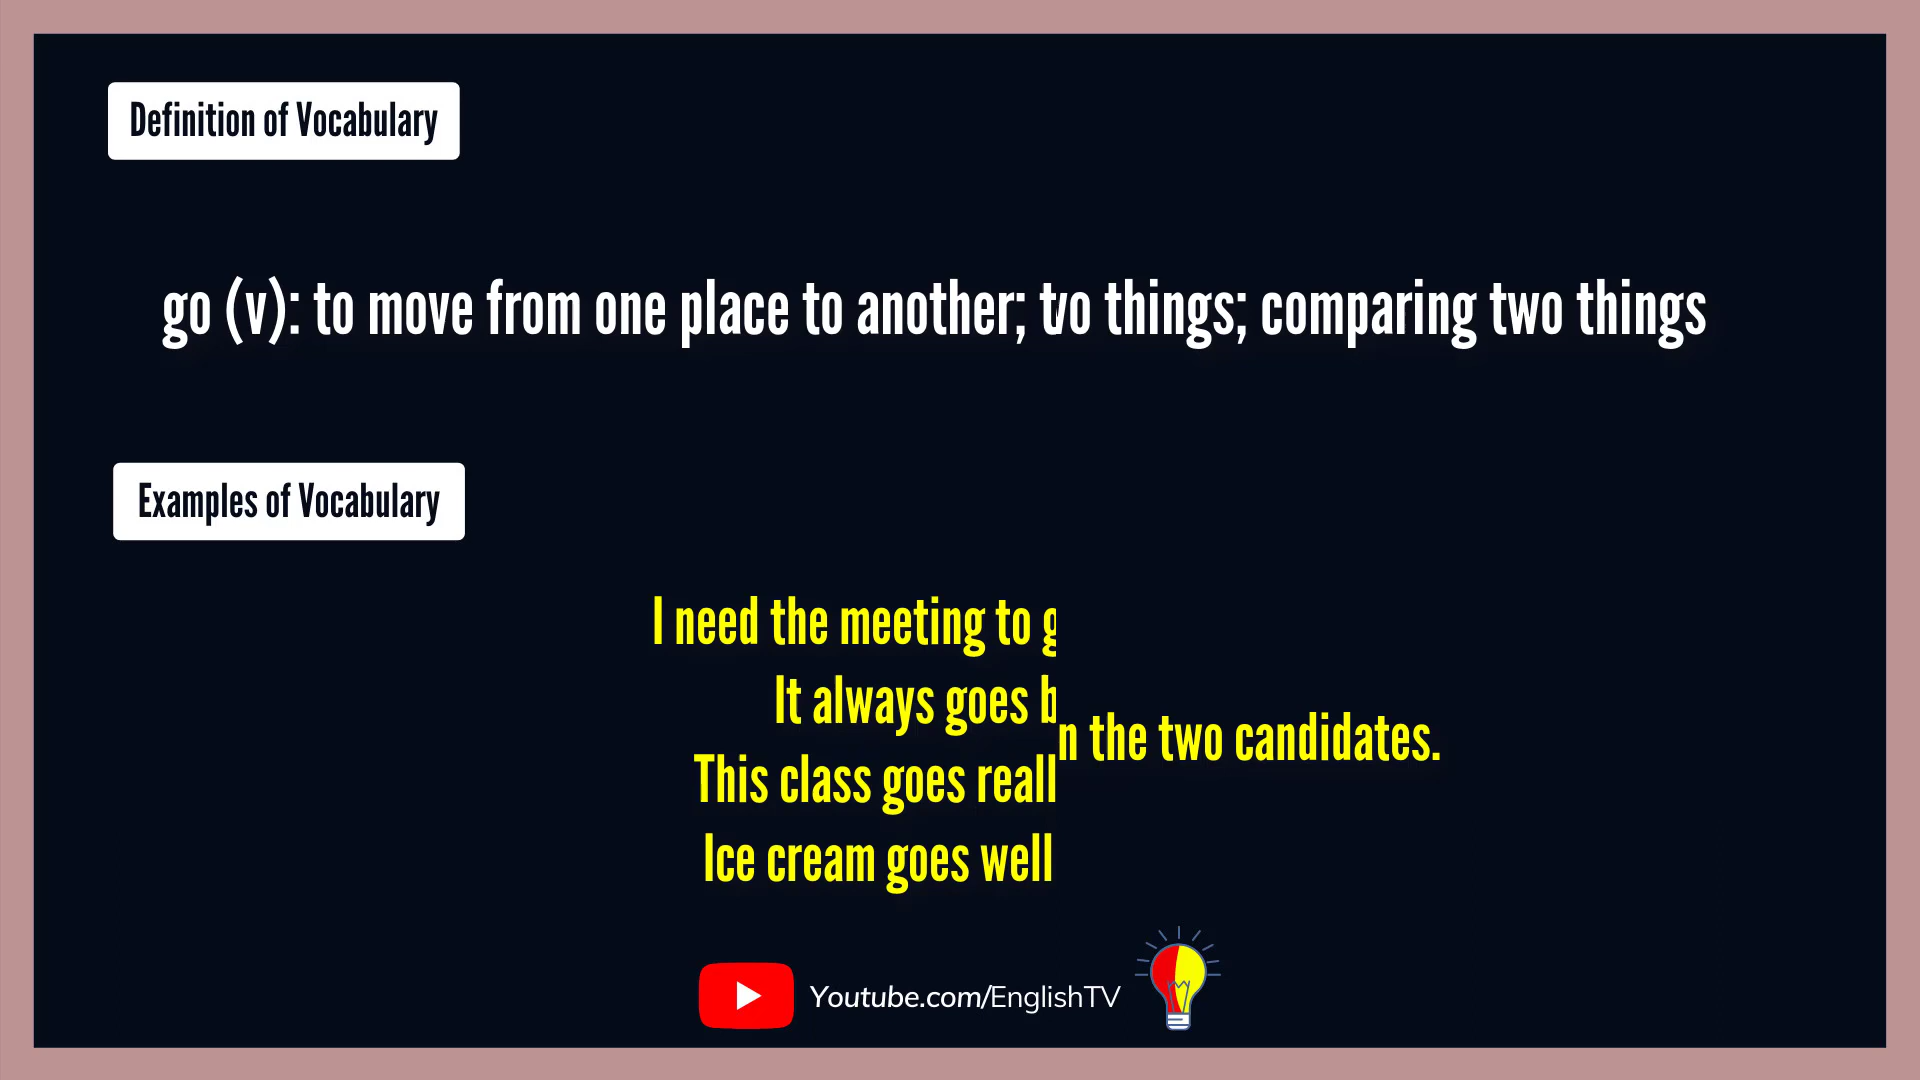 Definition of Vocabulary
go (v): to move from one place to another; things; comparing two things
Examples of Vocabulary
I need the meeting to
It always goes
n the two candidates.
This class goes reall
Ice cream goes well
Youtube.com/EnglishTV